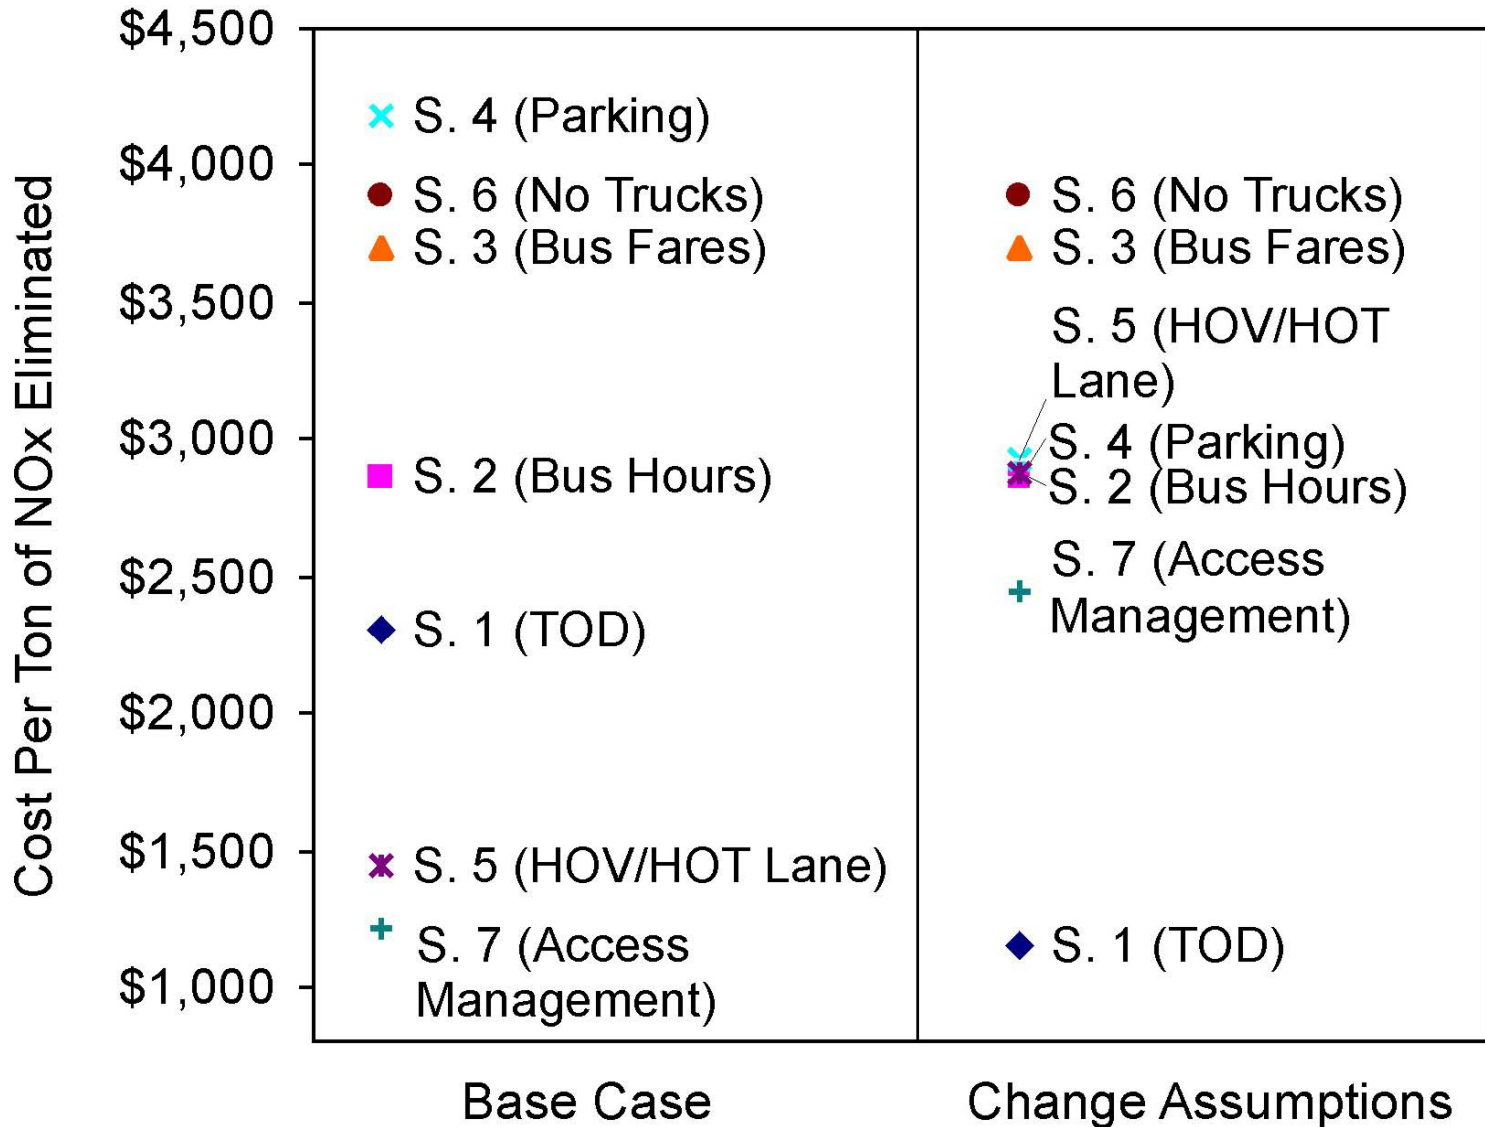 Cost Per Ton of NOx Eliminated
$4,500
$4,000
$3,500
$3,000
$2,500
$2,000
$1,500
$1,000
S. 4 (Parking)
S. 6 (No Trucks)
S. 3 (Bus Fares)
S. 2 (Bus Hours)
S. 1 (TOD)
S. 5 (HOV/HOT Lane)
S. 7 (Access
Management)
S. 6 (No Trucks)
S. 3 (Bus Fares)
S. 5 (HOV/HOT
Lane)
S. 4 (Parking)
S. 2 (Bus Hours)
S. 7 (Access
Management)
S. 1 (TOD)
Base Case
Change Assumptions